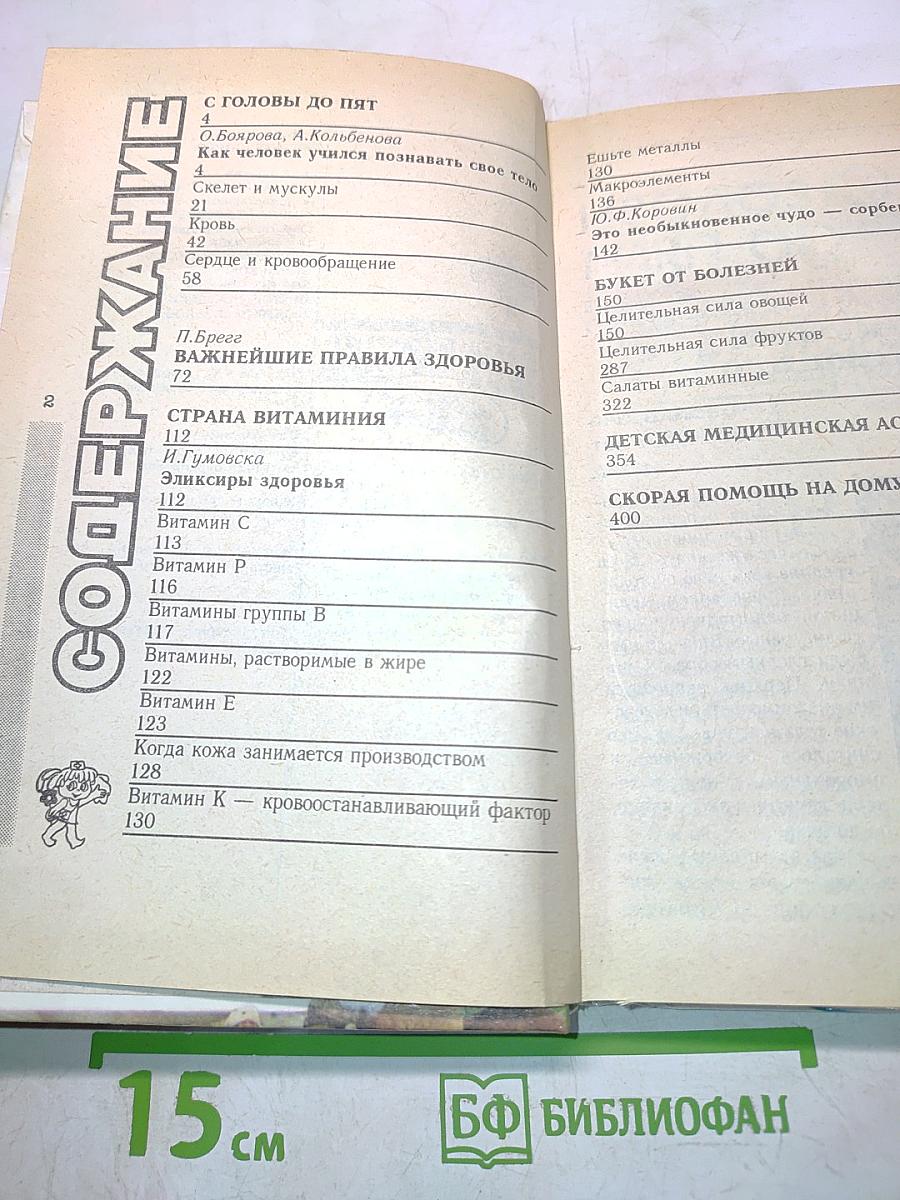 СОДЕРЖАНИЕ
С ГОЛОВЫ ДО ПЯТ
4
О.Боярова, А.Кольбенова
Как человек учился познавать свое тело
4
Скелет и мускулы
21
Кровь
42
Сердце и кровообращение
58
П.Брегг
ВАЖНЕЙШИЕ ПРАВИЛА ЗДОРОВЬЯ
72
СТРАНА ВИТАМИНИЯ
112
И.Гумовска
Эликсиры здоровья
112
Витамин С
113
Витамин Р
116
Витамины группы В
117
Витамины, растворимые в жире
122
Витамин Е
123
Когда кожа занимается производством
128
Витамин К — кровоостанавливающий фактор
130
2
Ешьте металлы
130
Макроэлементы
136
Ю.Ф.Коровин
Это необыкновенное чудо —
142
БУКЕТ ОТ БОЛЕЗНЕЙ
150
Целительная сила овощей
150
Целительная сила фруктов
287
Салаты витаминные
322
ДЕТСКАЯ МЕДИЦИНСКАЯ
354
СКОРАЯ ПОМОЩЬ НА ДОМУ
400
15 см
БФ БИБЛИОФАН